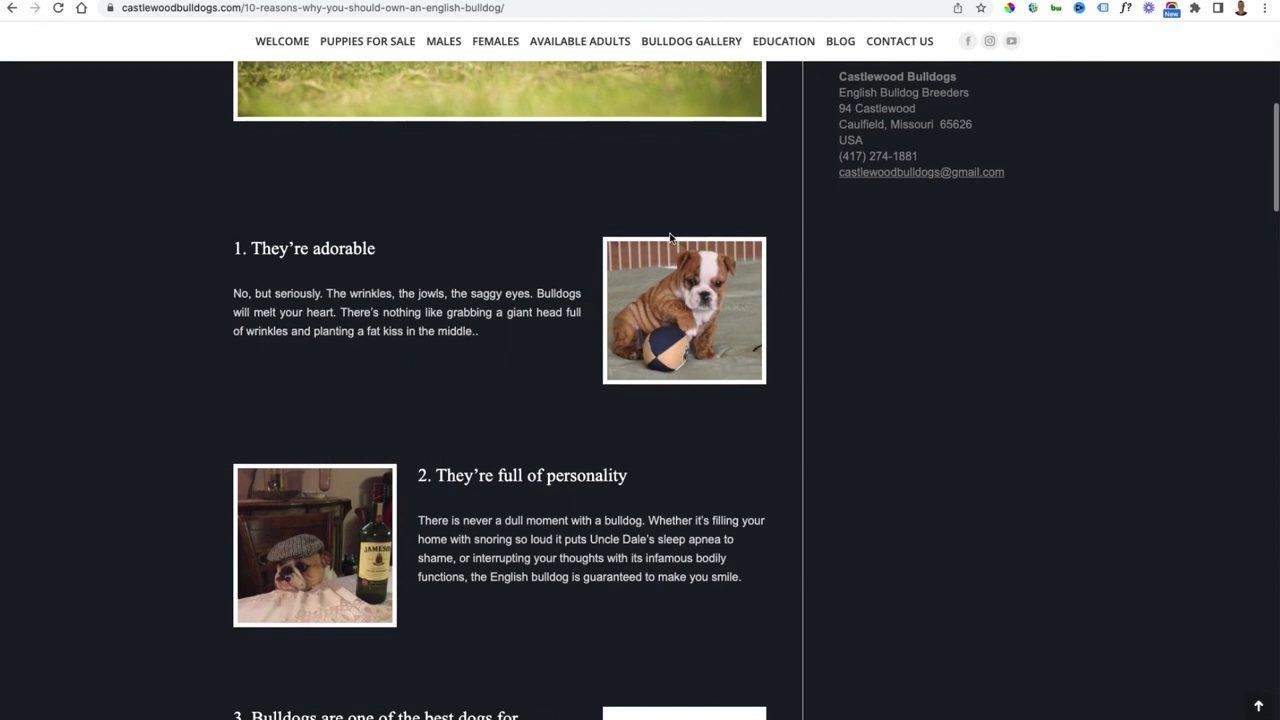 castlewoodbulldogs.com/10-reasons-why-you-should-own-an-english-bulldog/
New
WELCOME PUPPIES FOR SALE MALES FEMALES AVAILABLE ADULTS BULLDOG GALLERY EDUCATION BLOG CONTACT US
Castlewood Bulldogs
English Bulldog Breeders
94 Castlewood
Caulfield, Missouri 65626
USA
(417) 274-1881
castlewoodbulldogs@gmail.com
1. They’re adorable
No, but seriously. The wrinkles, the jowls, the saggy eyes. Bulldogs
will melt your heart. There’s nothing like grabbing a giant head full
of wrinkles and planting a fat kiss in the middle..
2. They’re full of personality
There is never a dull moment with a bulldog. Whether it’s filling your
home with snoring so loud it puts Uncle Dale’s sleep apnea to
shame, or interrupting your thoughts with its infamous bodily
functions, the English bulldog is guaranteed to make you smile.
JAMESON
3. Bulldogs are one of the best dogs for